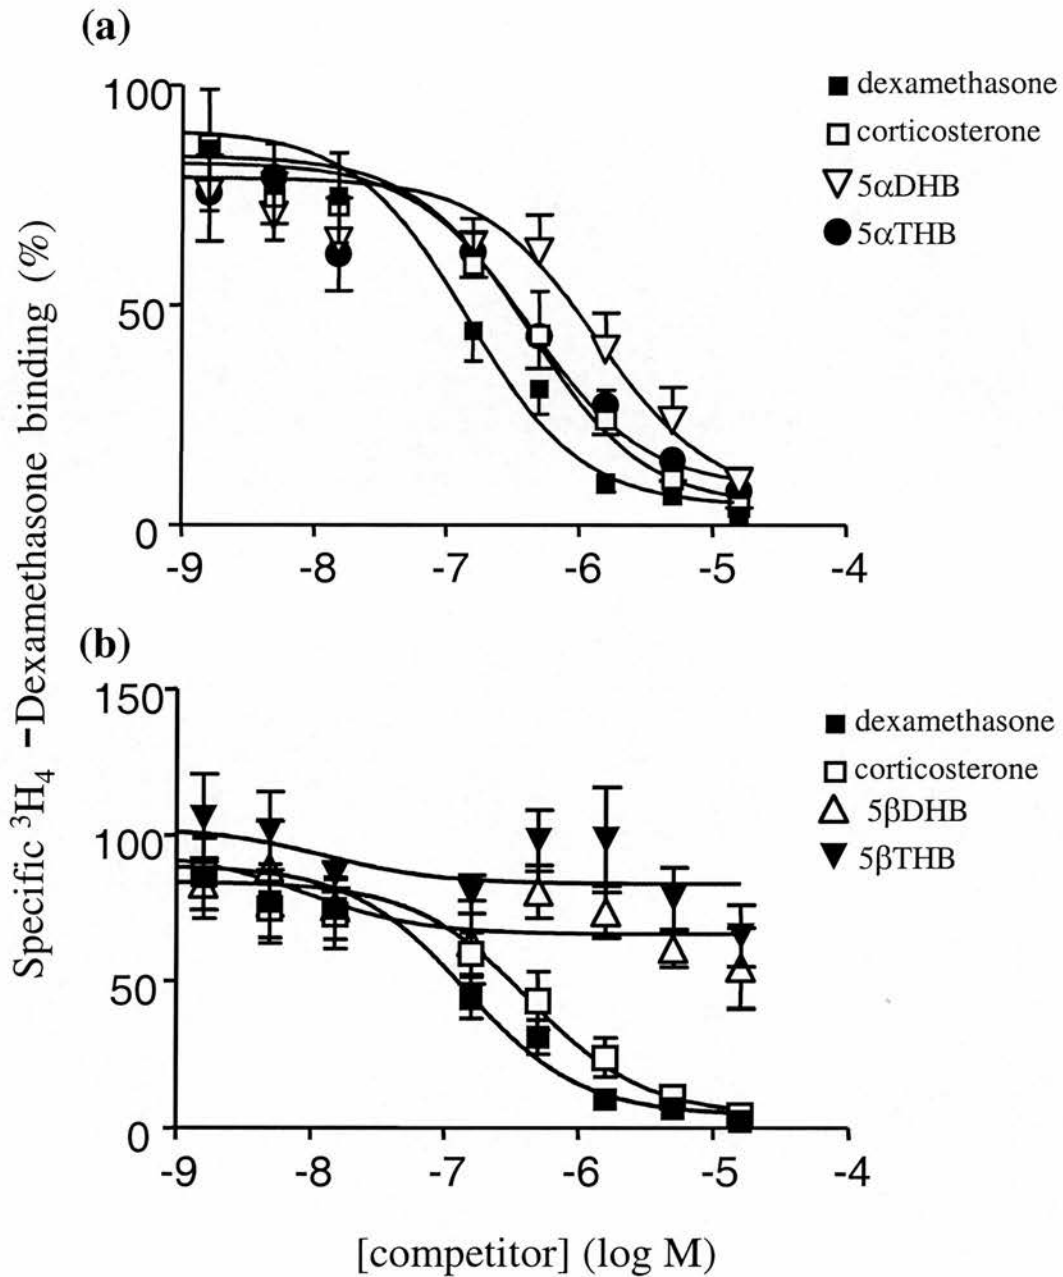 (a)
100
50
0
-9 -8 -7 -6 -5 -4
dexamethasone
corticosterone
5αDHB
5αTHB
Specific ³H₄ –Dexamethasone binding (%)
(b)
150
100
50
0
-9 -8 -7 -6 -5 -4
dexamethasone
corticosterone
5βDHB
5βTHB
[competitor] (log M)